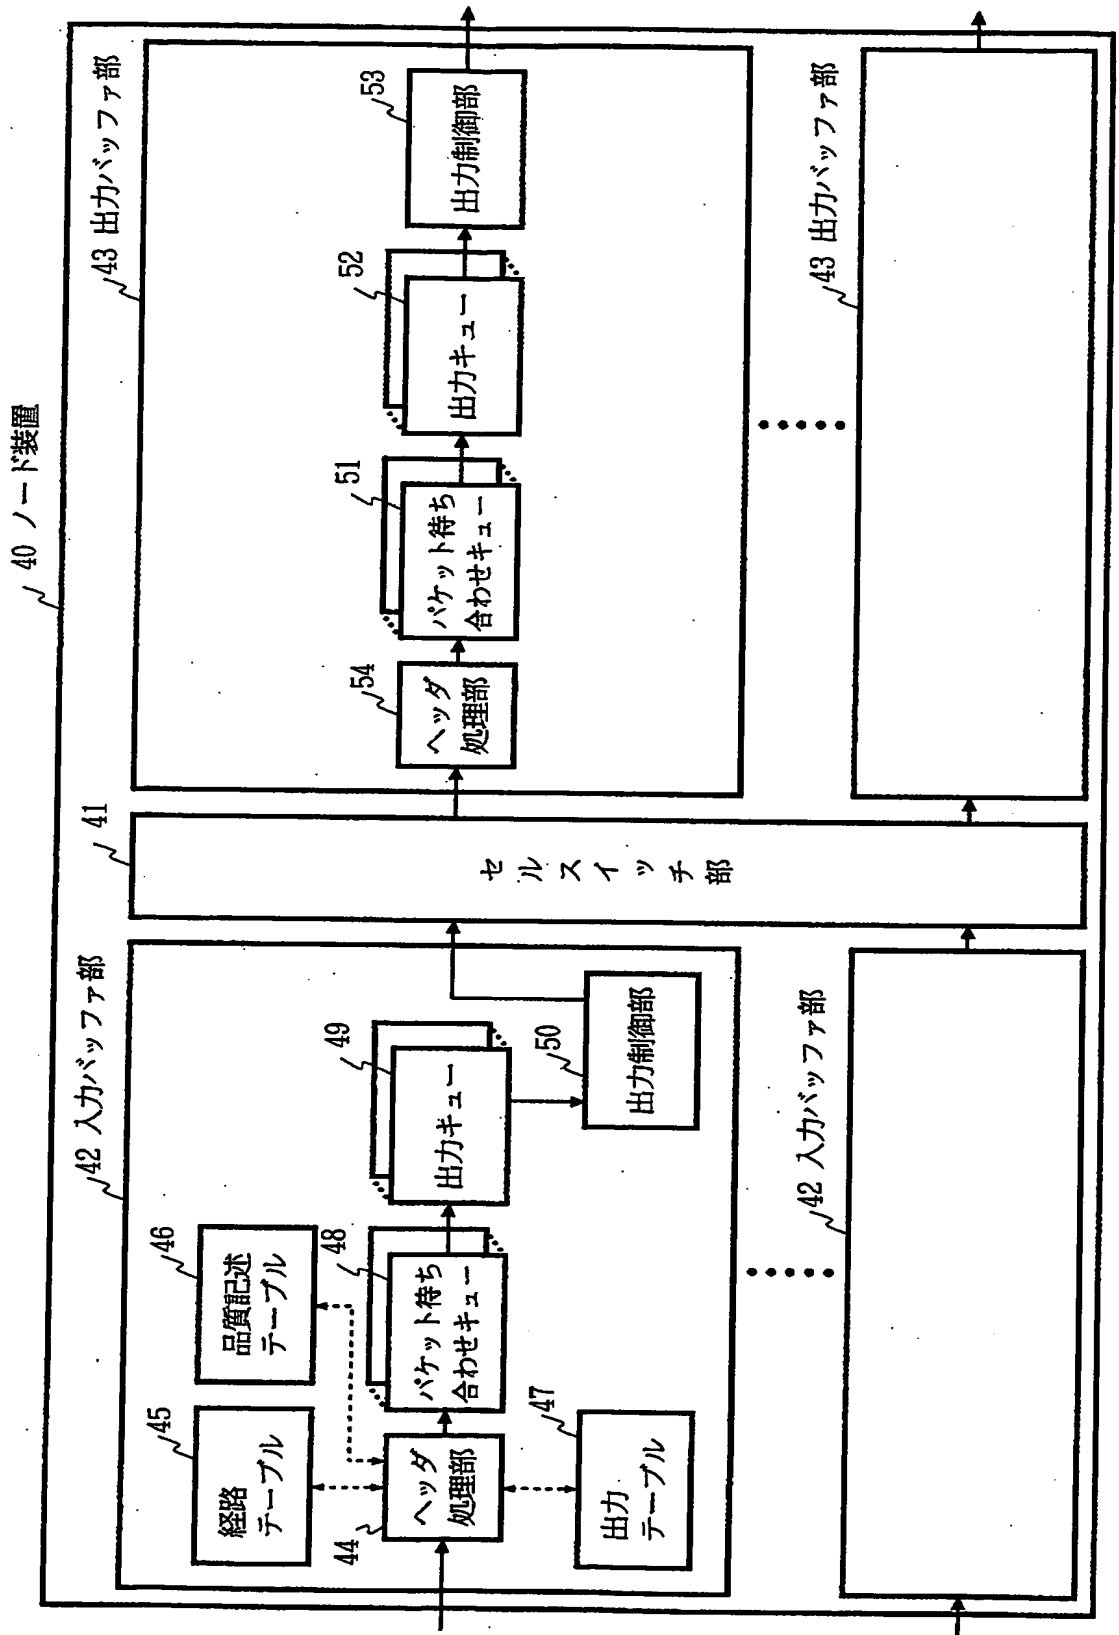 40 ノード装置
42 入力バッファ部
45
経路
テーブル
46
品質記述
テーブル
44
ヘッダ
処理部
48
パケット待ち
合わせキュー
49
出力キュー
47
出力
テーブル
50
出力制御部
42 入力バッファ部
41
セルスイッチ部
43 出力バッファ部
54
ヘッダ
処理部
51
パケット待ち
合わせキュー
52
出力キュー
53
出力制御部
43 出力バッファ部